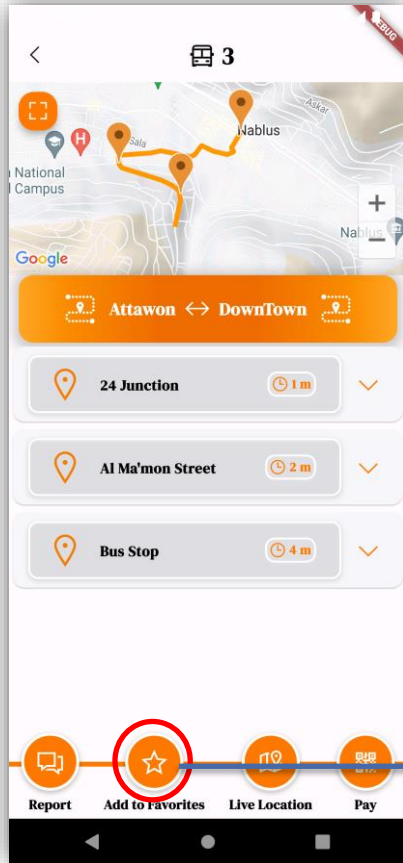 DEBUG
3
Askar
Sala
H
Nablus
National
Campus
+
Nablus
−
Google
Attawon ↔ DownTown
24 Junction 1 m
Al Ma'mon Street 2 m
Bus Stop 4 m
Report Add to Favorites Live Location Pay